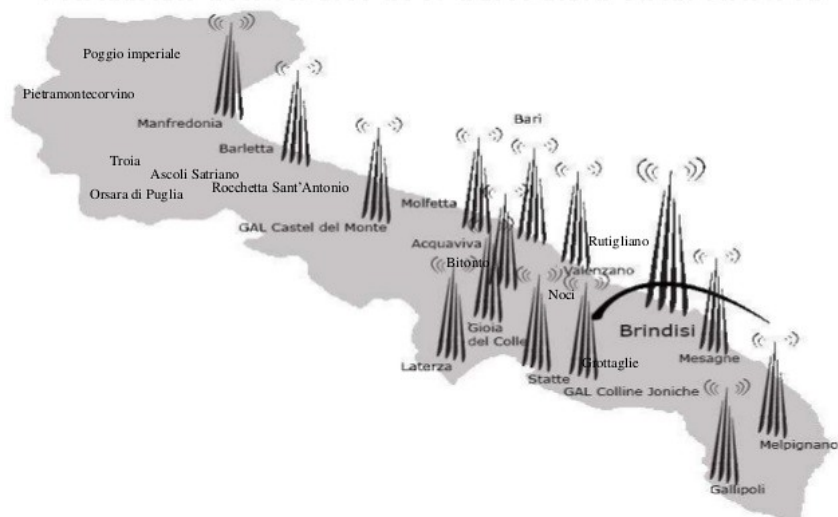 Poggio imperiale
Pietramontecorvino
Manfredonia
Bari
Barletta
Troia
Ascoli Satriano
Rocchetta Sant'Antonio
Orsara di Puglia
Molfetta
GAL Castel del Monte
Acquaviva
Rutigliano
Bitonto
Valenzano
Noci
Gioia
del Colle
Brindisi
Mesagne
Laterza
Grottaglie
Statte
GAL Colline Joniche
Melpignano
Gallipoli